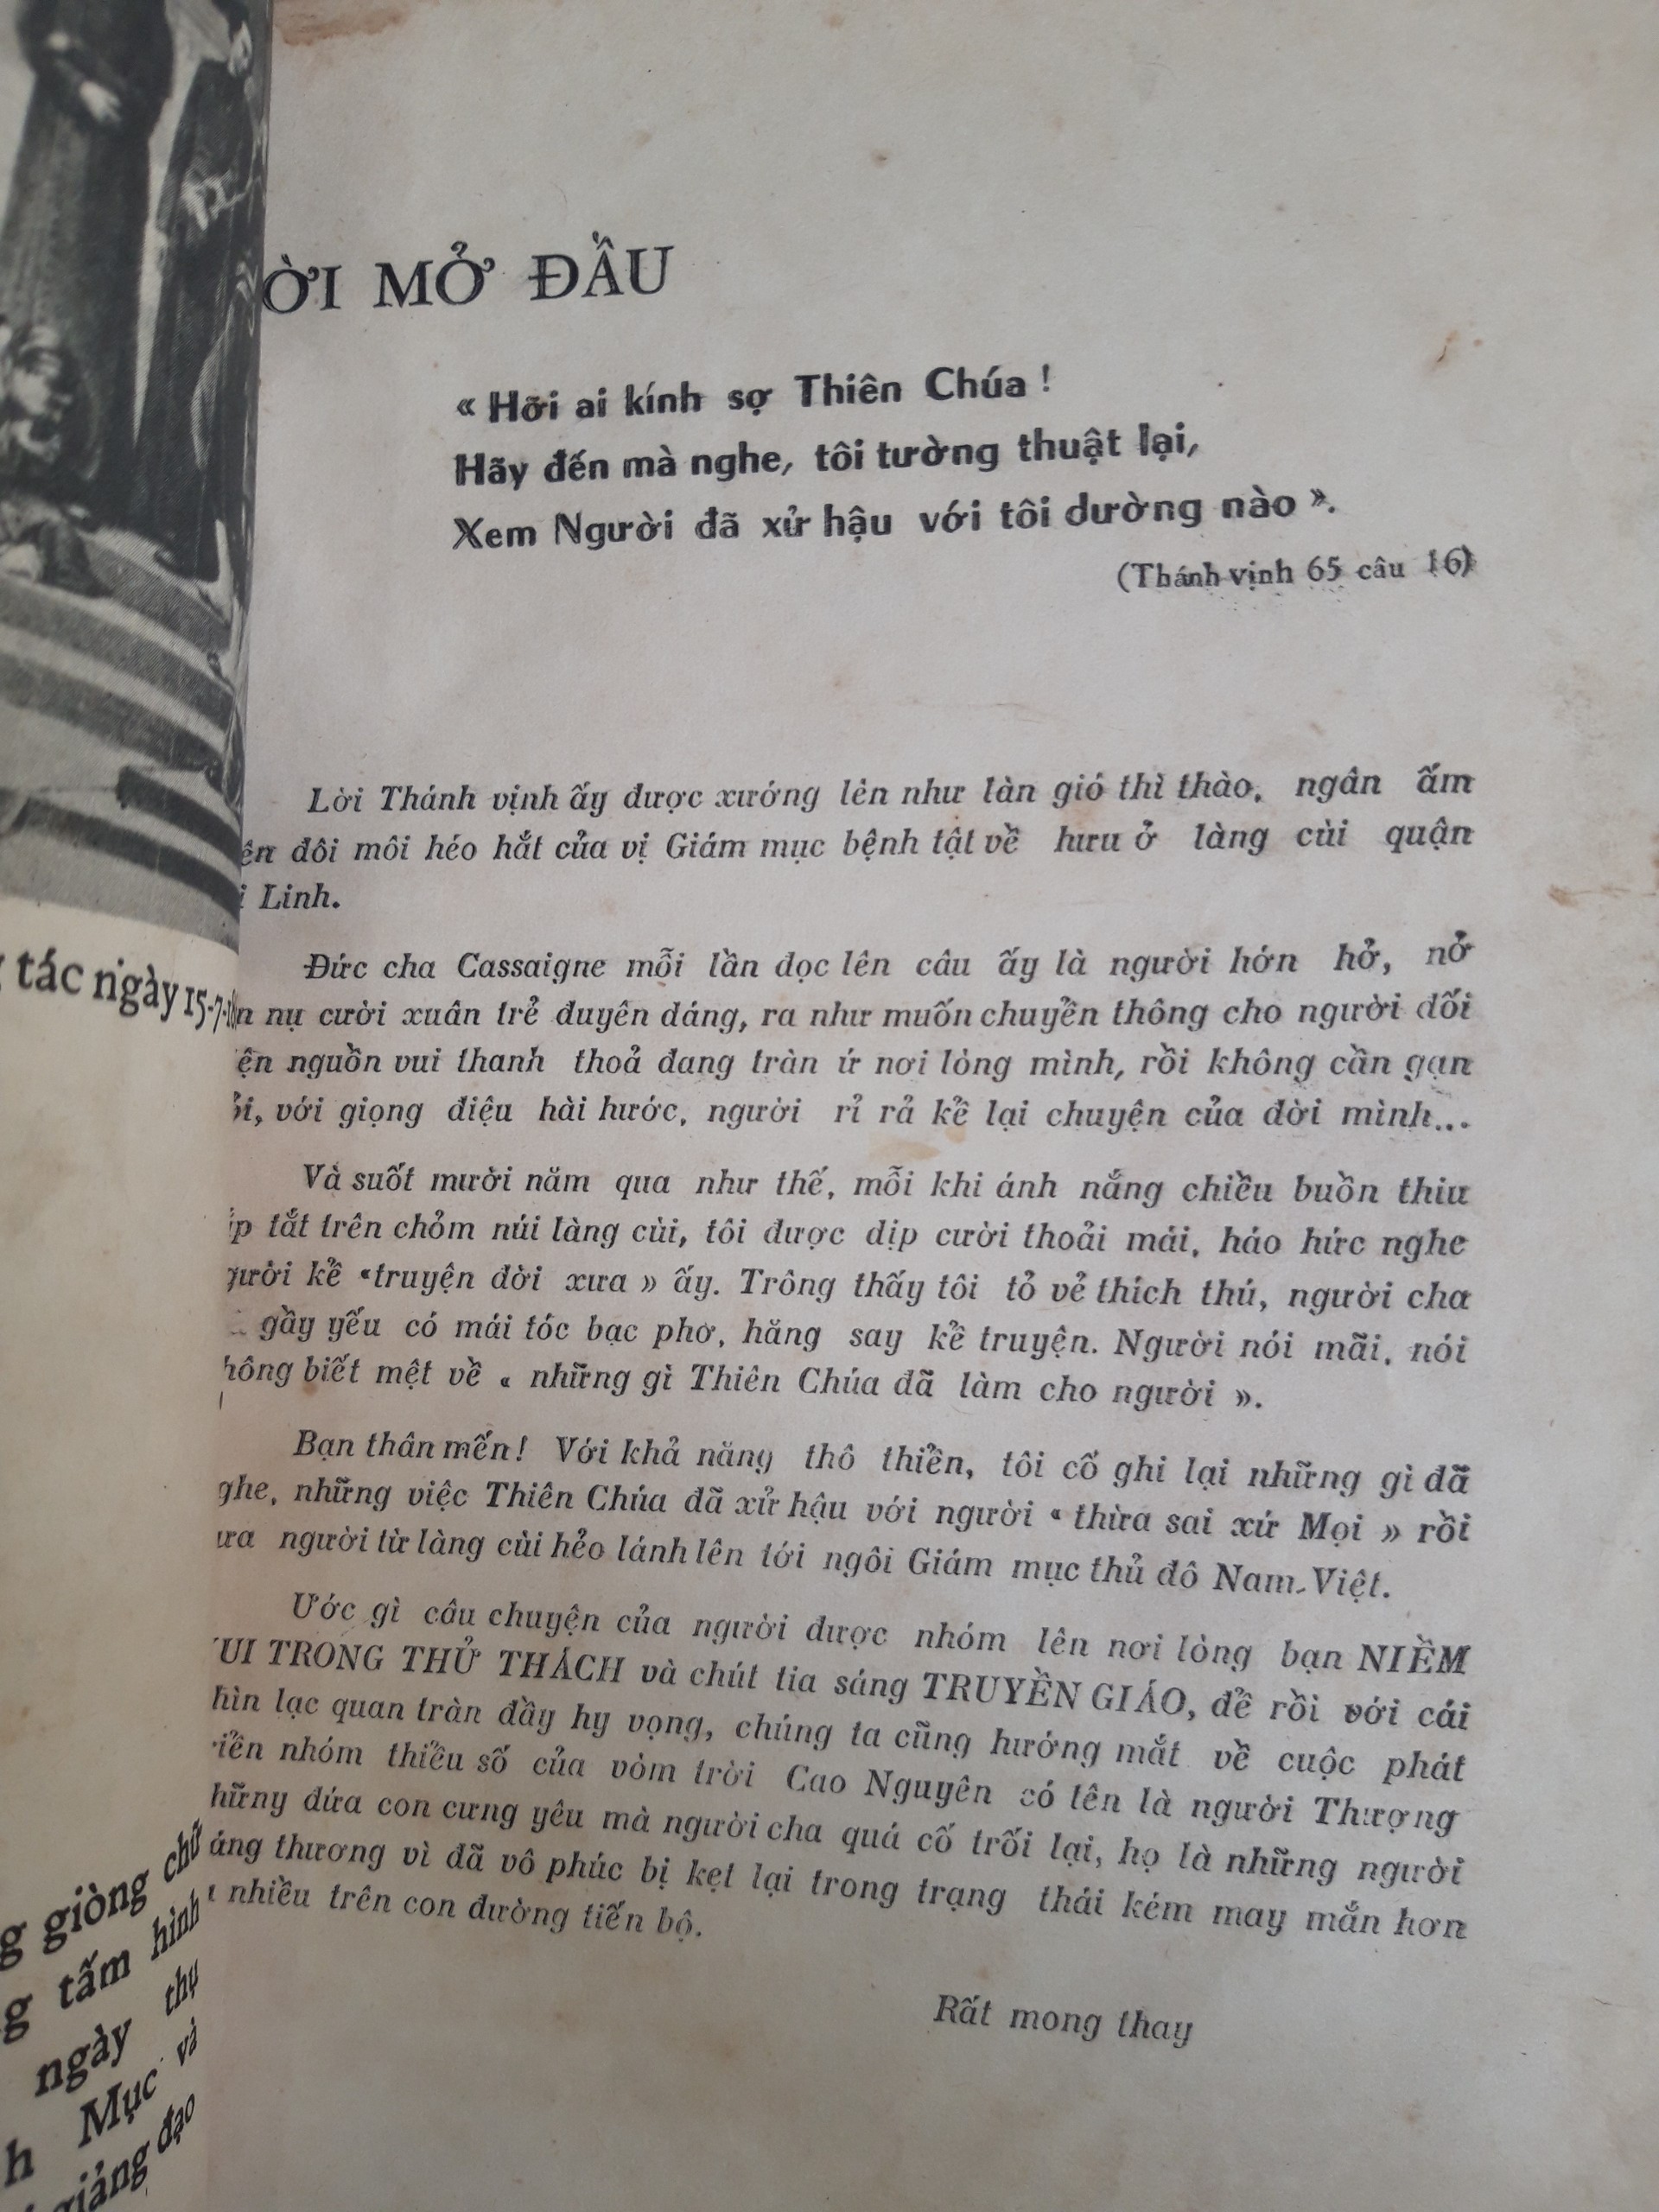 ỜI MỞ ĐẦU
« Hỡi ai kính sợ Thiên Chúa !
Hãy đến mà nghe, tôi tường thuật lại,
Xem Người đã xử hậu với tôi dường nào ».
(Thánh vịnh 65 câu 16)
Lời Thánh vịnh ấy được xướng lên như làn gió thì thào, ngân ấm
ên đôi môi héo hắt của vị Giám mục bệnh tật về hưu ở làng cùi quận
i Linh.
Đức cha Cassaigne mỗi lần đọc lên câu ấy là người hớn hở, nở
n nụ cười xuân trẻ duyên dáng, ra như muốn chuyển thông cho người đối
ện nguồn vui thanh thoả đang tràn ứ nơi lòng mình, rồi không cần gạn
ỏi, với giọng điệu hài hước, người rỉ rả kể lại chuyện của đời mình...
Và suốt mười năm qua như thế, mỗi khi ánh nắng chiều buồn thiu
ắp tắt trên chỏm núi làng cùi, tôi được dịp cười thoải mái, háo hức nghe
gười kể «truyện đời xưa » ấy. Trông thấy tôi tỏ vẻ thích thú, người cha
gầy yếu có mái tóc bạc phơ, hăng say kể truyện. Người nói mãi, nói
hông biết mệt về « những gì Thiên Chúa đã làm cho người ».
Bạn thân mến! Với khả năng thô thiển, tôi cố ghi lại những gì đã
ghe, những việc Thiên Chúa đã xử hậu với người « thừa sai xứ Mọi » rồi
ưa người từ làng cùi hẻo lánh lên tới ngôi Giám mục thủ đô Nam-Việt.
Ước gì câu chuyện của người được nhóm lên nơi lòng bạn NIỀM
UI TRONG THỬ THÁCH và chút tia sáng TRUYỀN GIÁO, để rồi với cái
hìn lạc quan tràn đầy hy vọng, chúng ta cũng hướng mắt về cuộc phát
iển nhóm thiểu số của vòm trời Cao Nguyên có tên là người Thượng
hững đứa con cưng yêu mà người cha quá cố trối lại, họ là những người
áng thương vì đã vô phúc bị kẹt lại trong trạng thái kém may mắn hơn
nhiều trên con đường tiến bộ.
Rất mong thay
tác ngày 15-7-1
g giòng chữ
g tấm hình
ngày thụ
h Mục và
giảng đạo